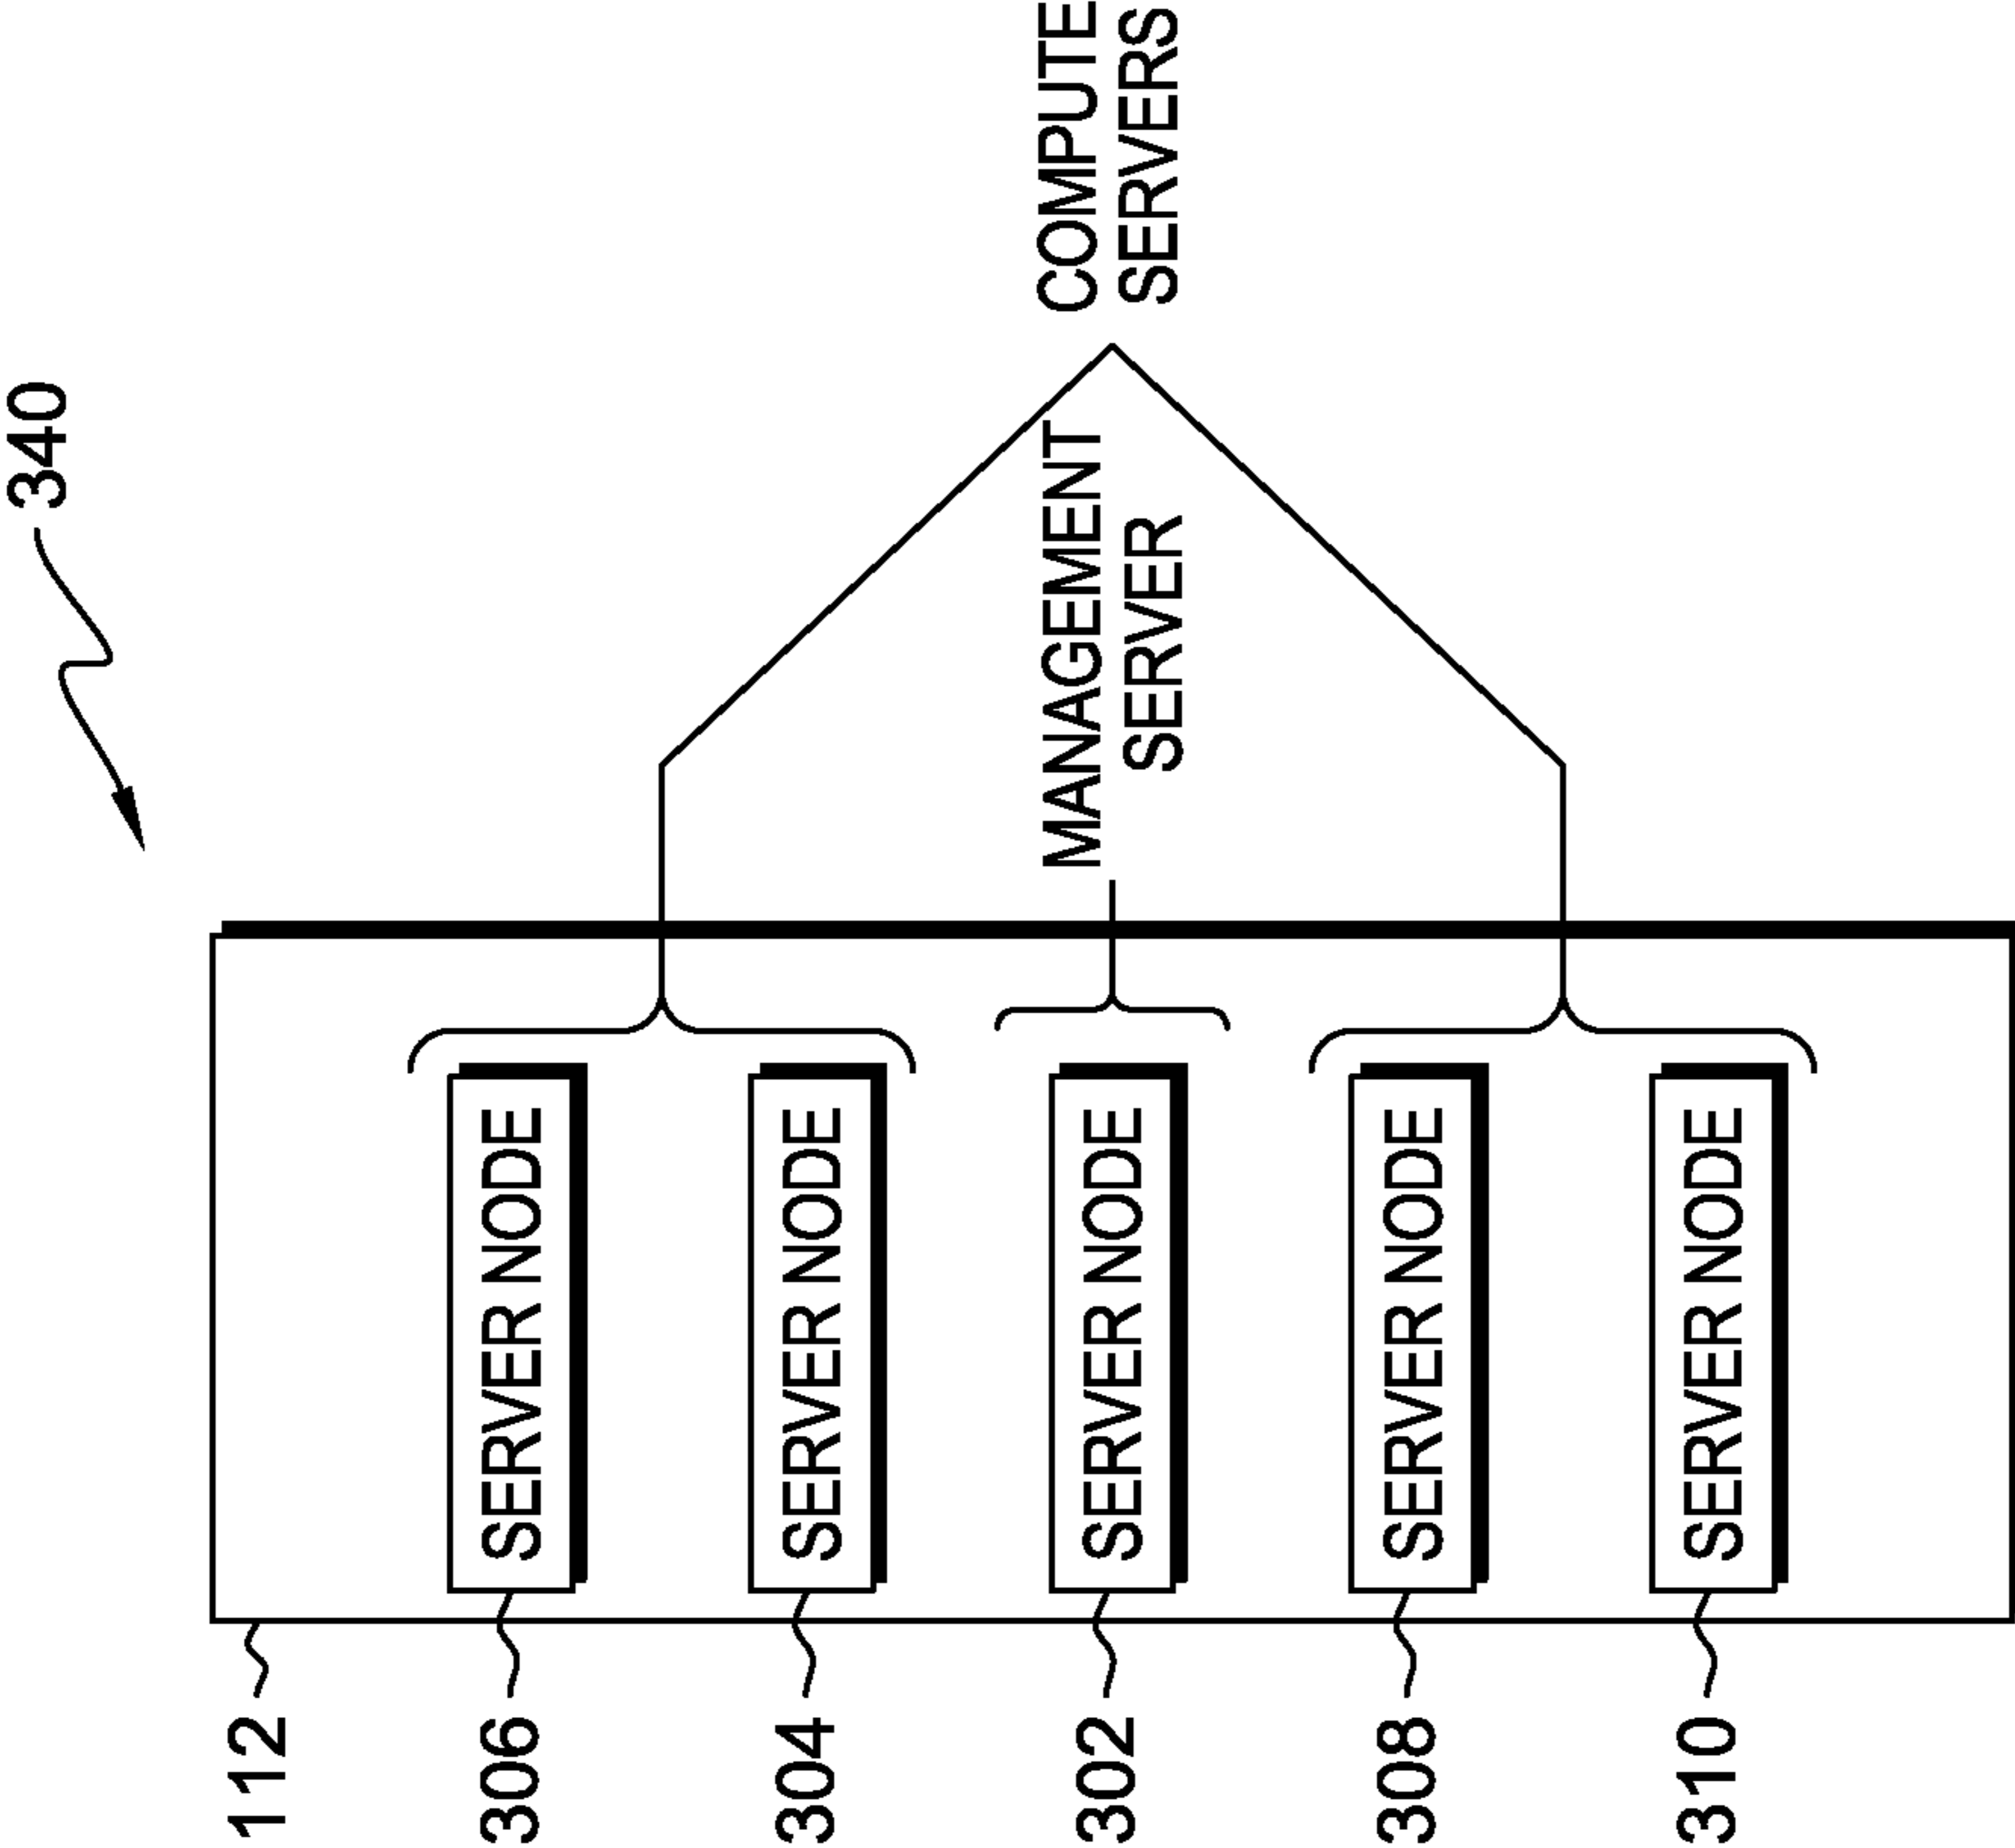 340
112
306
SERVER NODE
304
SERVER NODE
302
SERVER NODE
308
SERVER NODE
310
SERVER NODE
MANAGEMENT
SERVER
COMPUTE
SERVERS